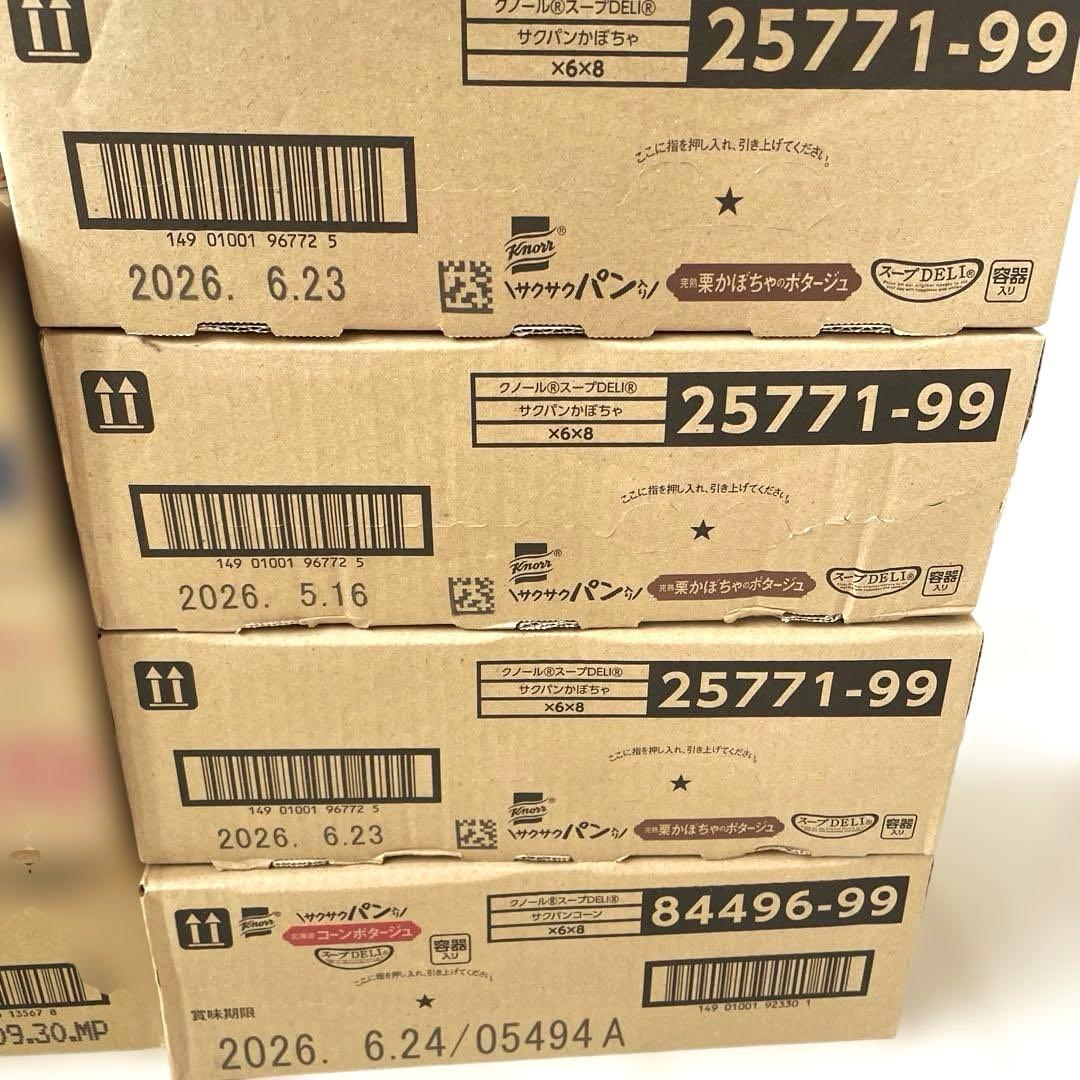 クノール®スープDELI®
サクパンかぼちゃ
×6×8
25771-99
ここに指を押し入れ、引き上げてください。
★
149 01001 96772 5
2026. 6.23
Knorr®
\サクサクパン入り/
完熟栗かぼちゃのポタージュ
スープDELI®
容器
入り
クノール®スープDELI®
サクパンかぼちゃ
×6×8
25771-99
ここに指を押し入れ、引き上げてください。
★
149 01001 96772 5
2026. 5.16
Knorr®
\サクサクパン入り/
完熟栗かぼちゃのポタージュ
スープDELI®
容器
入り
クノール®スープDELI®
サクパンかぼちゃ
×6×8
25771-99
ここに指を押し入れ、引き上げてください。
★
149 01001 96772 5
2026. 6.23
Knorr®
\サクサクパン入り/
完熟栗かぼちゃのポタージュ
スープDELI®
容器
入り
Knorr
\サクサクパン入り/
北海道コーンポタージュ
スープDELI®
容器
入り
クノール®スープDELI®
サクパンコーン
×6×8
84496-99
ここに指を押し入れ、引き上げてください。
★
149 01001 92330 1
賞味期限
2026. 6.24/05494 A
13567 8
09.30.MP